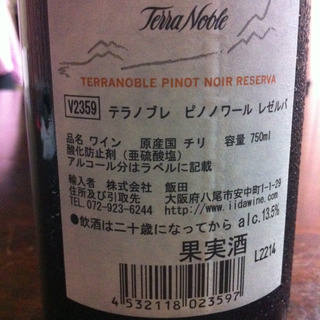 TerraNoble
TERRANOBLE PINOT NOIR RESERVA
V2359 テラノブレ ピノノワール レゼルバ
品名 ワイン 原産国 チリ 容量 750ml
酸化防止剤（亜硫酸塩）
アルコール分はラベルに記載
輸入者 株式会社 飯田
住所及び引取先 大阪府八尾市安中町1-1-29
TEL.072-923-6244 http://www.iidawine.com
●飲酒は二十歳になってから alc.13.5%
果実酒
L2214
4 532118 023597